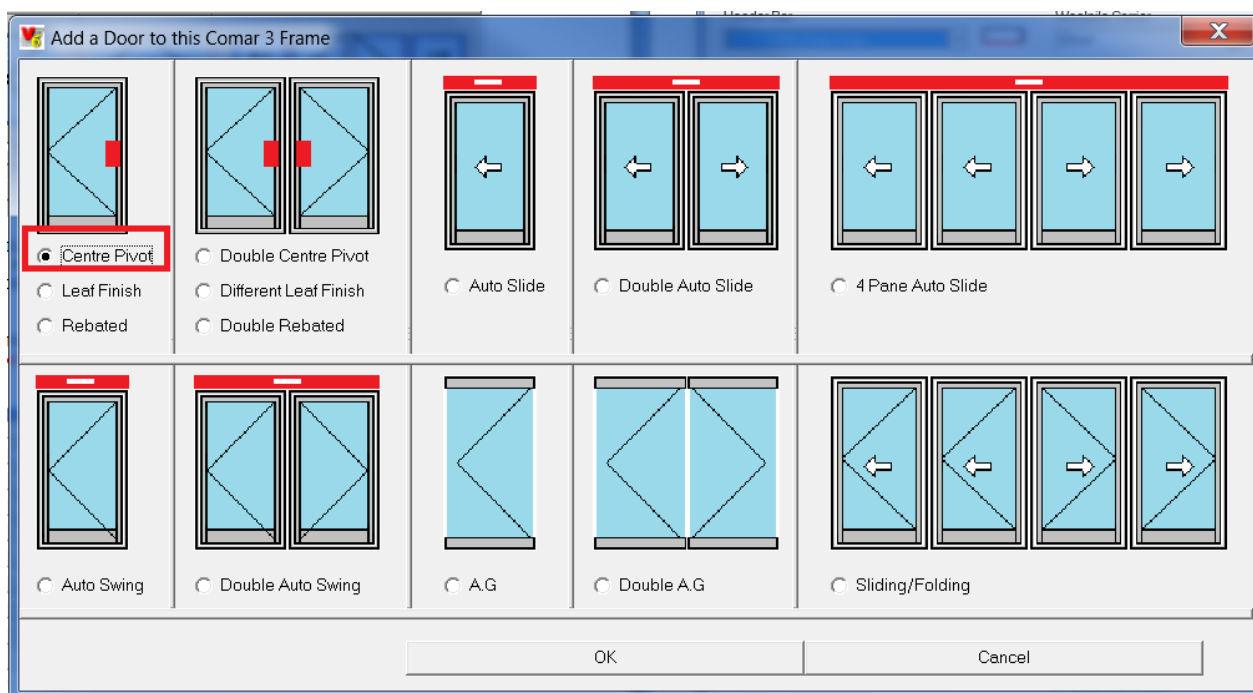 Add a Door to this Comar 3 Frame
X
Centre Pivot
Leaf Finish
Rebated
Double Centre Pivot
Different Leaf Finish
Double Rebated
Auto Slide
Double Auto Slide
4 Pane Auto Slide
Auto Swing
Double Auto Swing
A.G
Double A.G
Sliding/Folding
OK
Cancel